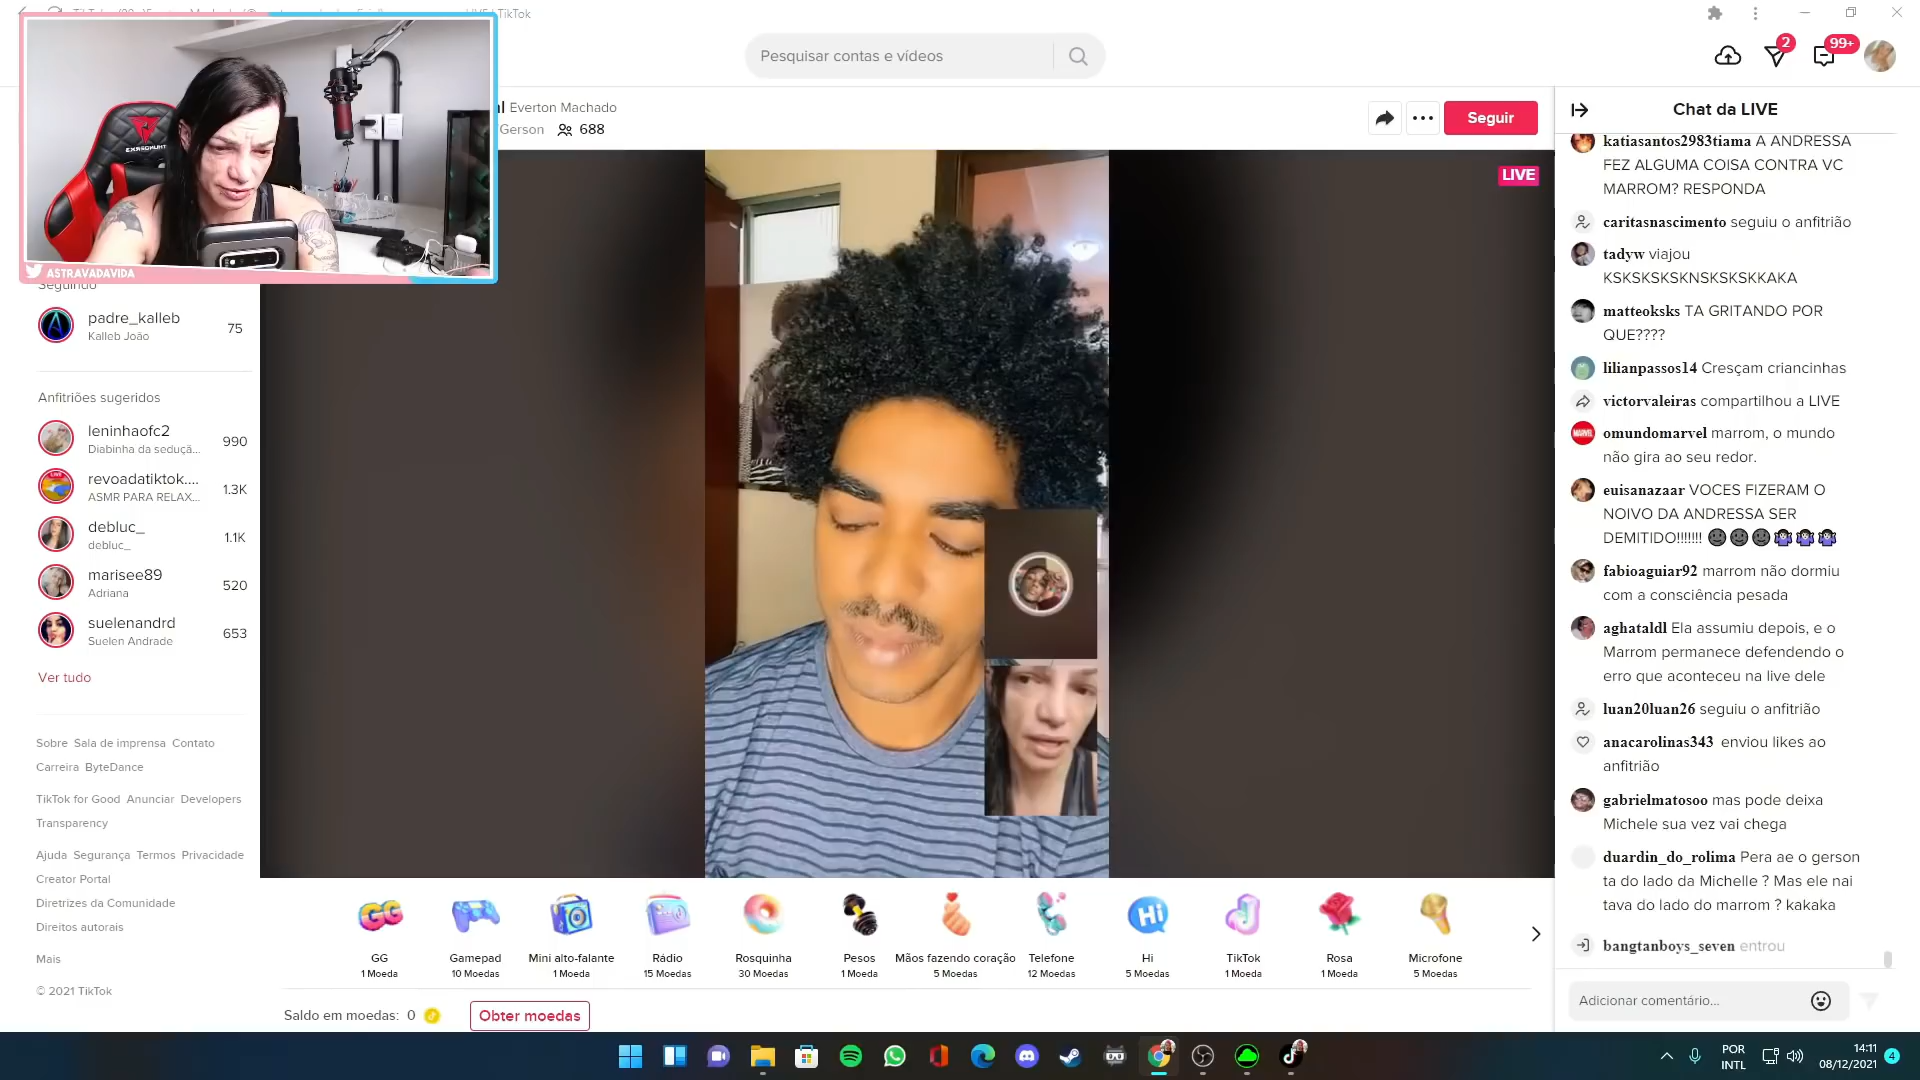 TikTok
Pesquisar contas e vídeos
2
99+
Everton Machado
Gerson 688
Seguir
LIVE
ASTRAVADAVIDA
Seguindo
padre_kalleb
Kalleb João
75
Anfitriões sugeridos
leninhaofc2
Diabinha da seduçã...
990
revoadatiktok....
ASMR PARA RELAX...
1.3K
debluc_
debluc_
1.1K
marisee89
Adriana
520
suelenandrd
Suelen Andrade
653
Ver tudo
Sobre Sala de imprensa Contato
Carreira ByteDance
TikTok for Good Anunciar Developers
Transparency
Ajuda Segurança Termos Privacidade
Creator Portal
Diretrizes da Comunidade
Direitos autorais
Mais
© 2021 TikTok
GG
1 Moeda
Gamepad
10 Moedas
Mini alto-falante
1 Moeda
Rádio
15 Moedas
Rosquinha
30 Moedas
Pesos
1 Moeda
Mãos fazendo coração
5 Moedas
Telefone
12 Moedas
Hi
Hi
5 Moedas
TikTok
1 Moeda
Rosa
1 Moeda
Microfone
5 Moedas
Saldo em moedas: 0
Obter moedas
Chat da LIVE
katiasantos2983tiama A ANDRESSA
FEZ ALGUMA COISA CONTRA VC
MARROM? RESPONDA
caritasnascimento seguiu o anfitrião
tadyw viajou
KSKSKSKSKNSKSKSKKAKA
matteoksks TA GRITANDO POR
QUE????
lilianpassos14 Cresçam criancinhas
victorvaleiras compartilhou a LIVE
MARVEL
omundomarvel marrom, o mundo
não gira ao seu redor.
euisanazaar VOCES FIZERAM O
NOIVO DA ANDRESSA SER
DEMITIDO!!!!!!! 🌚🌚🌚🤷🏻‍♀️🤷🏻‍♀️🤷🏻‍♀️
fabioaguiar92 marrom não dormiu
com a consciência pesada
aghataldl Ela assumiu depois, e o
Marrom permanece defendendo o
erro que aconteceu na live dele
luan20luan26 seguiu o anfitrião
anacarolinas343 enviou likes ao
anfitrião
gabrielmatosoo mas pode deixa
Michele sua vez vai chega
duardin_do_rolima Pera ae o gerson
ta do lado da Michelle ? Mas ele nai
tava do lado do marrom ? kakaka
bangtanboys_seven entrou
Adicionar comentário...
POR
INTL
14:11
08/12/2021
4